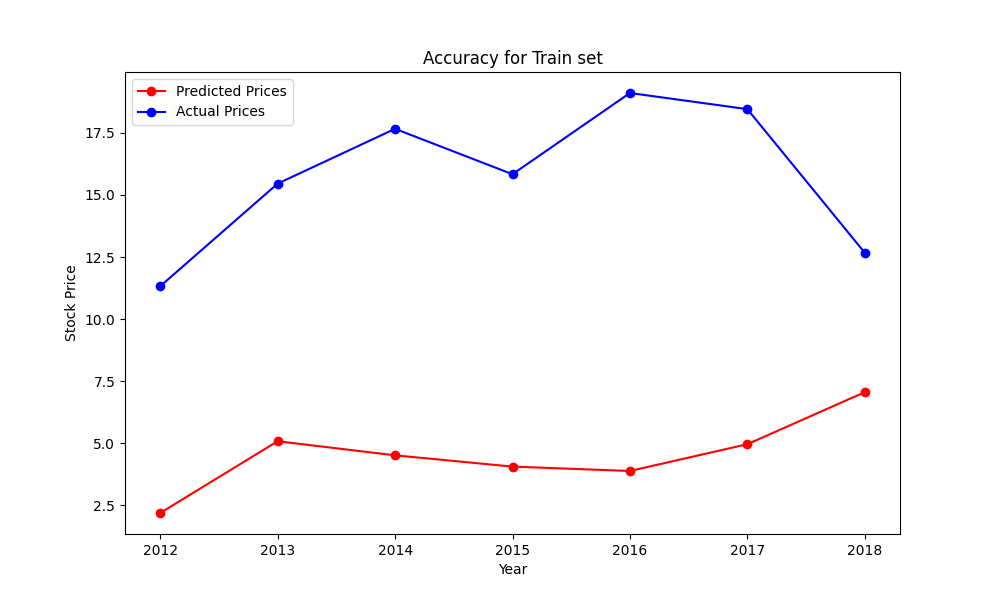 Accuracy for Train set
Predicted Prices
Actual Prices
Stock Price
17.5
15.0
12.5
10.0
7.5
5.0
2.5
2012 2013 2014 2015 2016 2017 2018
Year